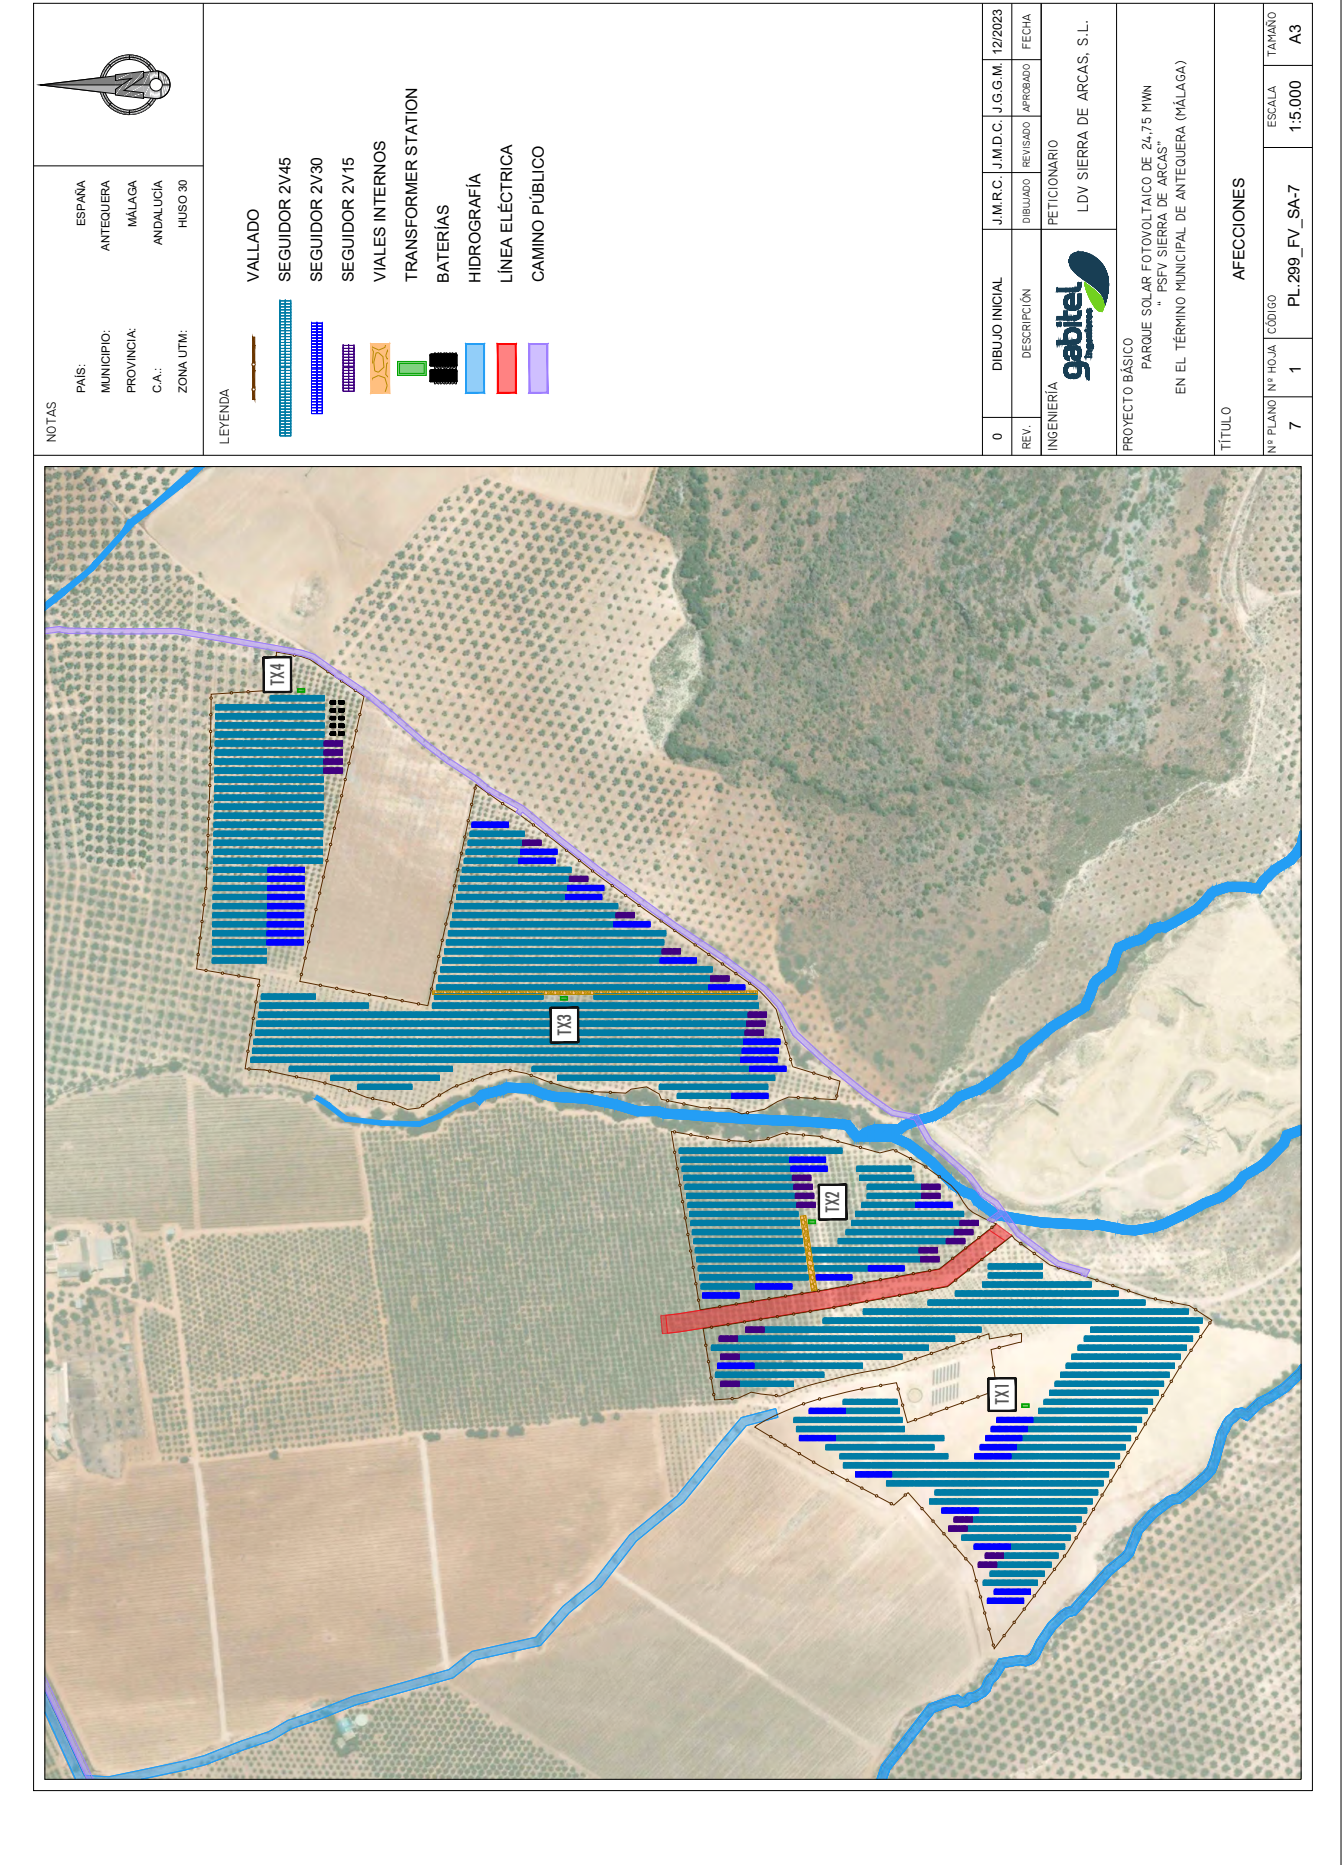 NOTAS
PAÍS: ESPAÑA
MUNICIPIO: ANTEQUERA
PROVINCIA: MÁLAGA
C.A.: ANDALUCÍA
ZONA UTM: HUSO 30
N
LEYENDA
VALLADO
SEGUIDOR 2V45
SEGUIDOR 2V30
SEGUIDOR 2V15
VIALES INTERNOS
TRANSFORMER STATION
BATERÍAS
HIDROGRAFÍA
LÍNEA ELÉCTRICA
CAMINO PÚBLICO
0 DIBUJO INICIAL J.M.R.C. J.M.D.C. J.G.G.M. 12/2023
REV. DESCRIPCIÓN DIBUJADO REVISADO APROBADO FECHA
INGENIERÍA
gabitel
Ingenieros
PETICIONARIO
LDV SIERRA DE ARCAS, S.L.
PROYECTO BÁSICO
PARQUE SOLAR FOTOVOLTAICO DE 24,75 MWN
" PSFV SIERRA DE ARCAS"
EN EL TÉRMINO MUNICIPAL DE ANTEQUERA (MÁLAGA)
TÍTULO
AFECCIONES
Nº PLANO Nº HOJA CÓDIGO ESCALA TAMAÑO
7 1 PL.299_FV_SA-7 1:5.000 A3
TX4
TX3
TX2
TX1